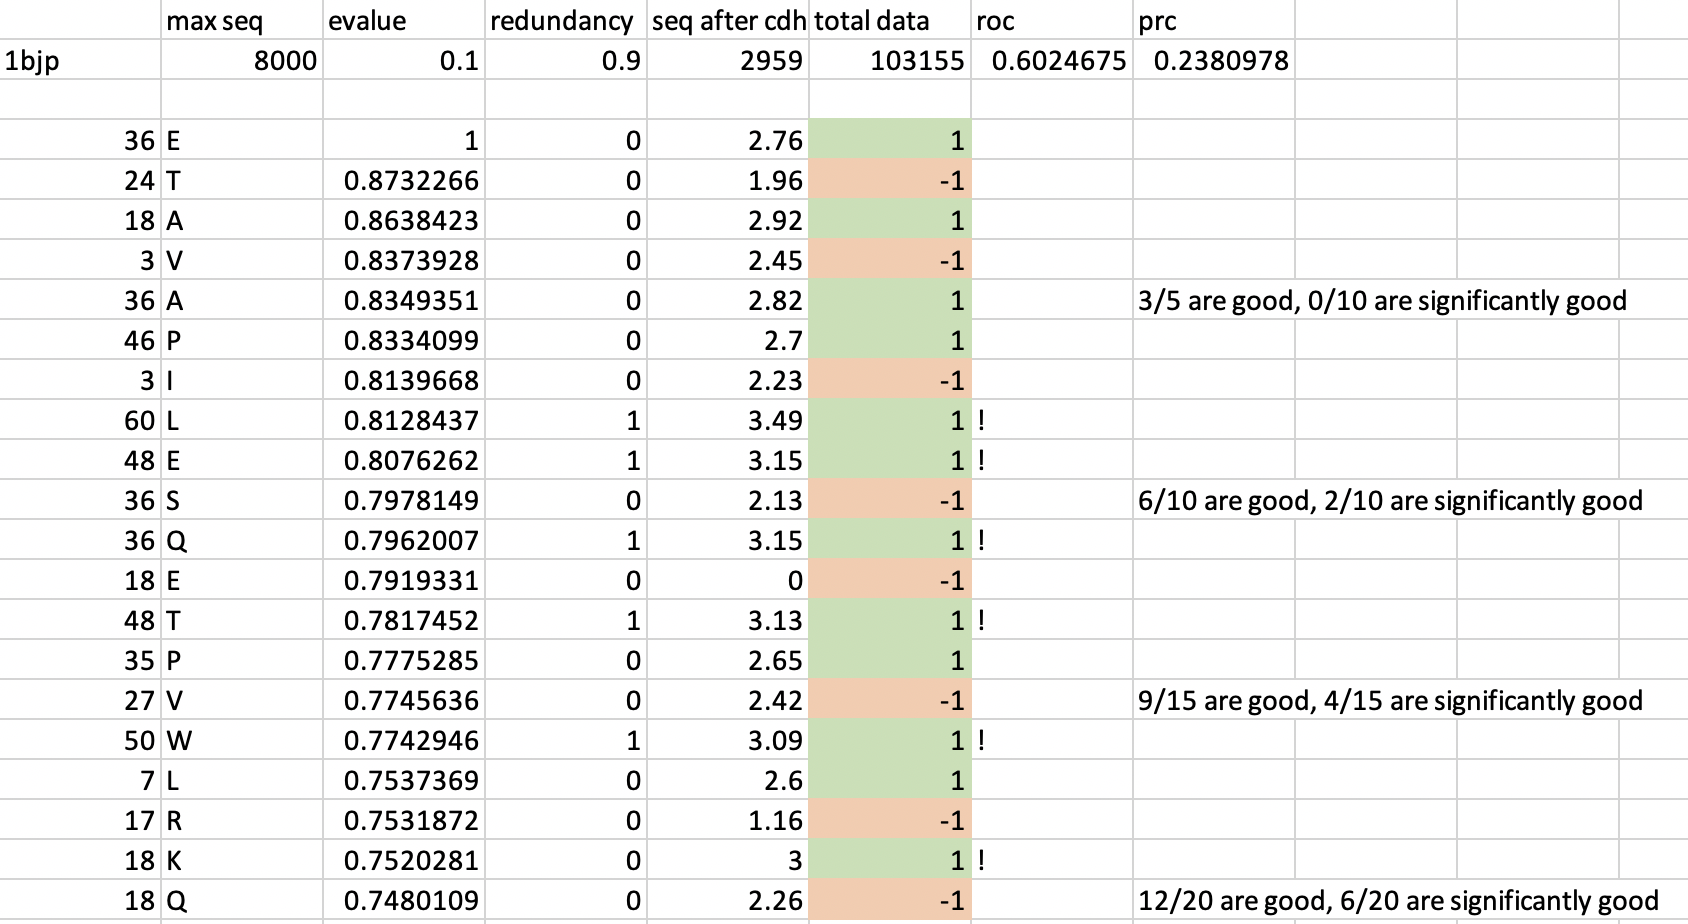 max seq evalue redundancy seq after cdh total data roc prc
1bjp 8000 0.1 0.9 2959 103155 0.6024675 0.2380978
36 E 1 0 2.76 1
24 T 0.8732266 0 1.96 -1
18 A 0.8638423 0 2.92 1
3 V 0.8373928 0 2.45 -1
36 A 0.8349351 0 2.82 1 3/5 are good, 0/10 are significantly good
46 P 0.8334099 0 2.7 1
3 I 0.8139668 0 2.23 -1
60 L 0.8128437 1 3.49 1 !
48 E 0.8076262 1 3.15 1 !
36 S 0.7978149 0 2.13 -1 6/10 are good, 2/10 are significantly good
36 Q 0.7962007 1 3.15 1 !
18 E 0.7919331 0 0 -1
48 T 0.7817452 1 3.13 1 !
35 P 0.7775285 0 2.65 1
27 V 0.7745636 0 2.42 -1 9/15 are good, 4/15 are significantly good
50 W 0.7742946 1 3.09 1 !
7 L 0.7537369 0 2.6 1
17 R 0.7531872 0 1.16 -1
18 K 0.7520281 0 3 1 !
18 Q 0.7480109 0 2.26 -1 12/20 are good, 6/20 are significantly good